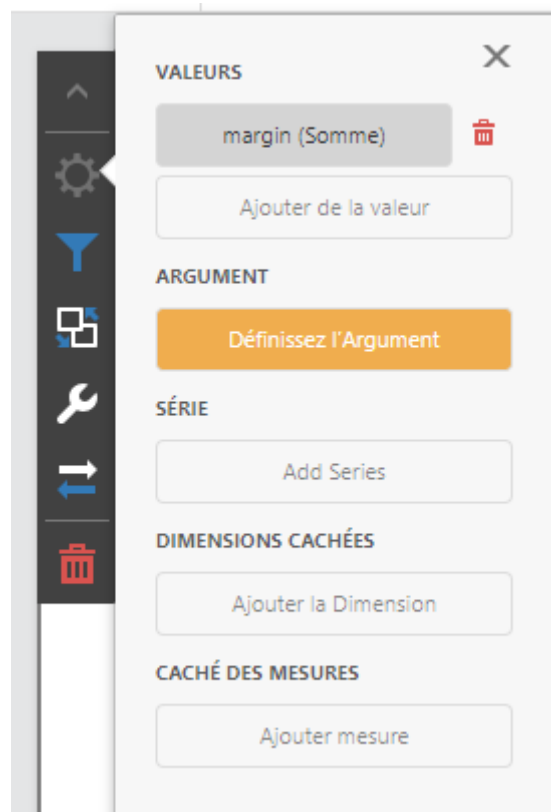 VALEURS
margin (Somme)
Ajouter de la valeur
ARGUMENT
Définissez l'Argument
SÉRIE
Add Series
DIMENSIONS CACHÉES
Ajouter la Dimension
CACHÉ DES MESURES
Ajouter mesure